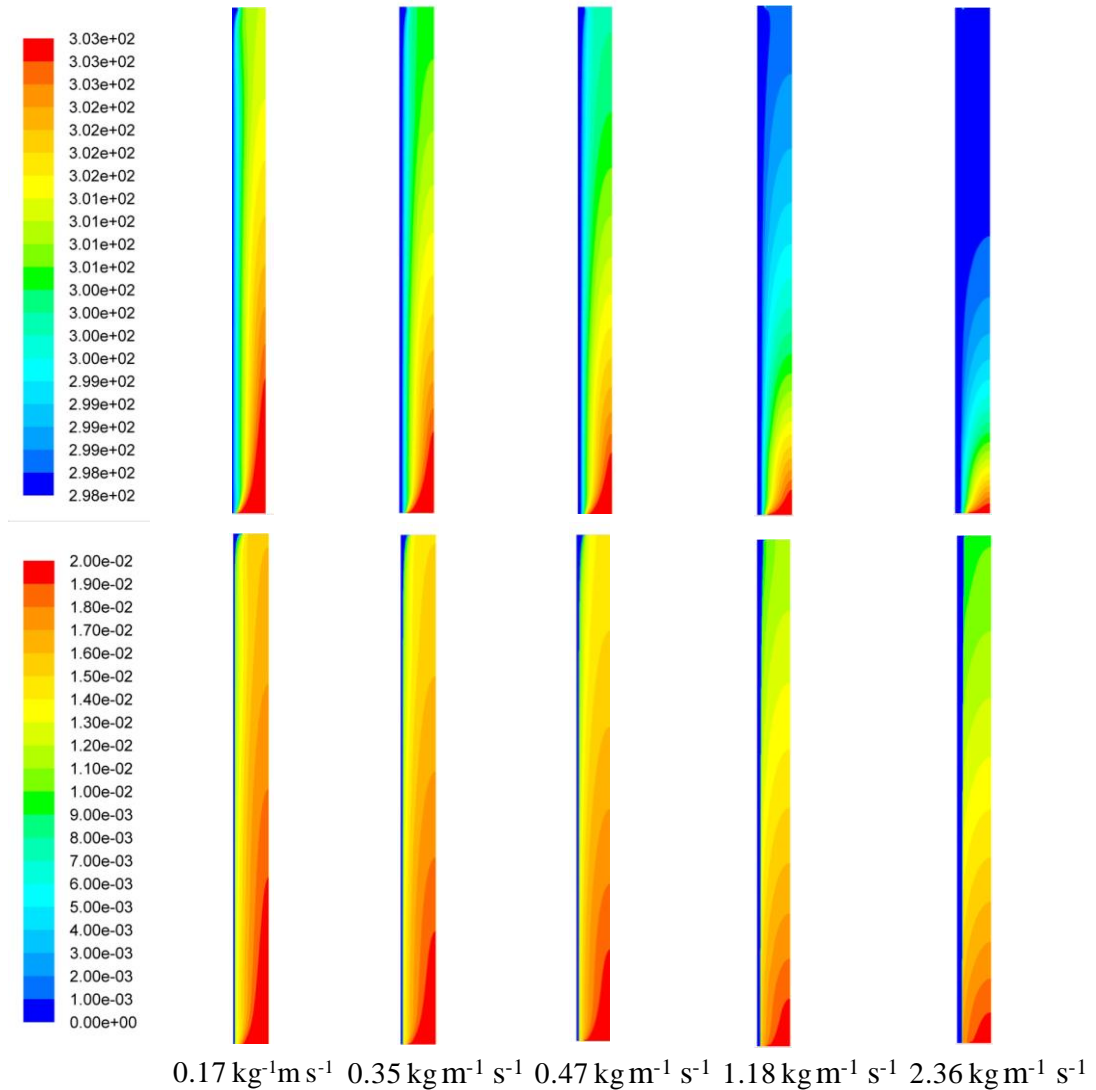 3.03e+02
3.03e+02
3.03e+02
3.02e+02
3.02e+02
3.02e+02
3.01e+02
3.01e+02
3.01e+02
3.01e+02
3.00e+02
3.00e+02
3.00e+02
3.00e+02
2.99e+02
2.99e+02
2.99e+02
2.99e+02
2.98e+02
2.98e+02
2.00e-02
1.90e-02
1.80e-02
1.70e-02
1.60e-02
1.50e-02
1.40e-02
1.30e-02
1.20e-02
1.10e-02
1.00e-02
9.00e-03
8.00e-03
7.00e-03
6.00e-03
5.00e-03
4.00e-03
3.00e-03
2.00e-03
1.00e-03
0.00e+00
0.17 kg⁻¹m s⁻¹ 0.35 kg m⁻¹ s⁻¹ 0.47 kg m⁻¹ s⁻¹ 1.18 kg m⁻¹ s⁻¹ 2.36 kg m⁻¹ s⁻¹